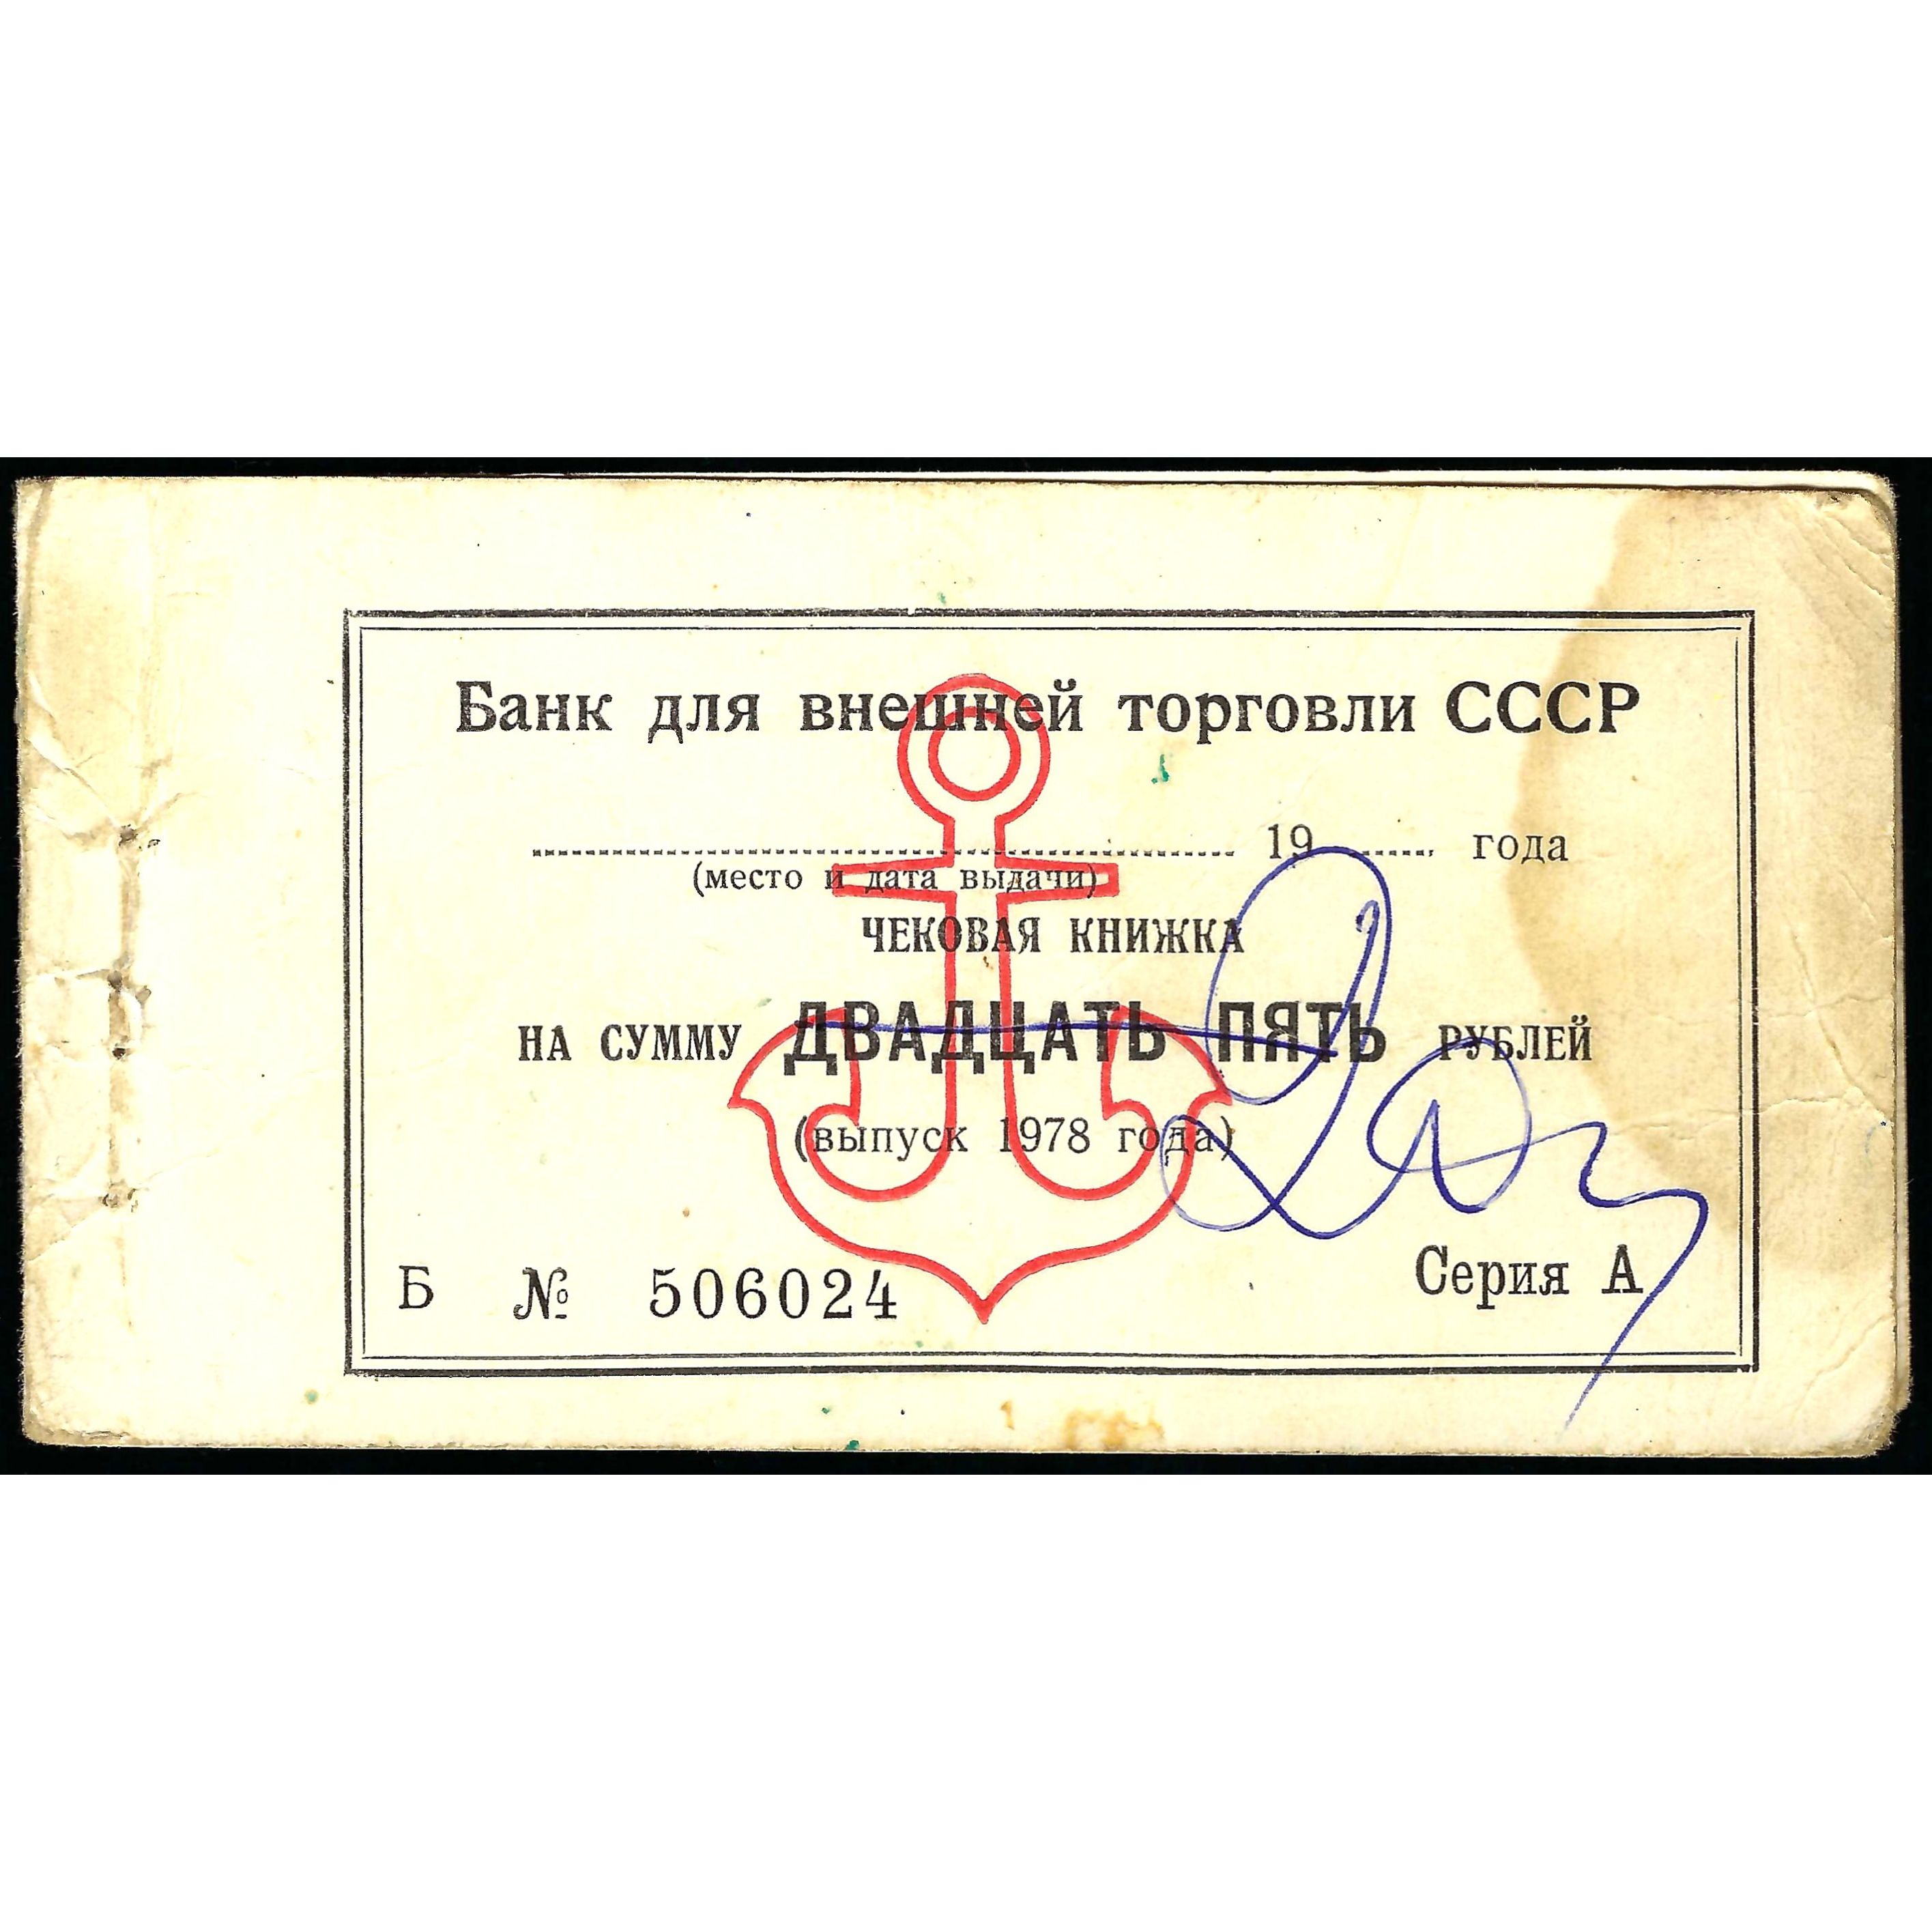 Банк для внешней торговли СССР
19 ...... года
(место и дата выдачи)
ЧЕКОВАЯ КНИЖКА
НА СУММУ ДВАДЦАТЬ ПЯТЬ РУБЛЕЙ
(выпуск 1978 года)
Б № 506024
Серия А